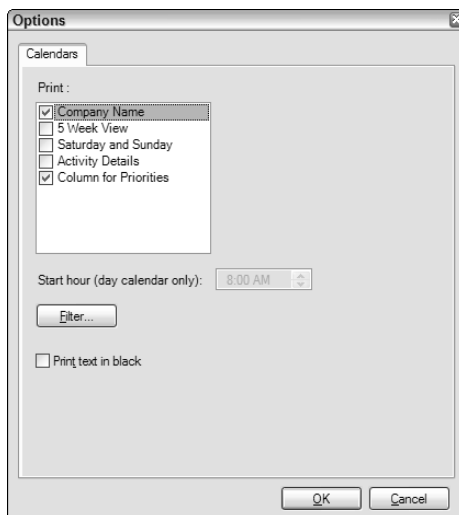 Options
Calendars
Print :
Company Name
5 Week View
Saturday and Sunday
Activity Details
Column for Priorities
Start hour (day calendar only): 8:00 AM
Filter...
Print text in black
OK Cancel